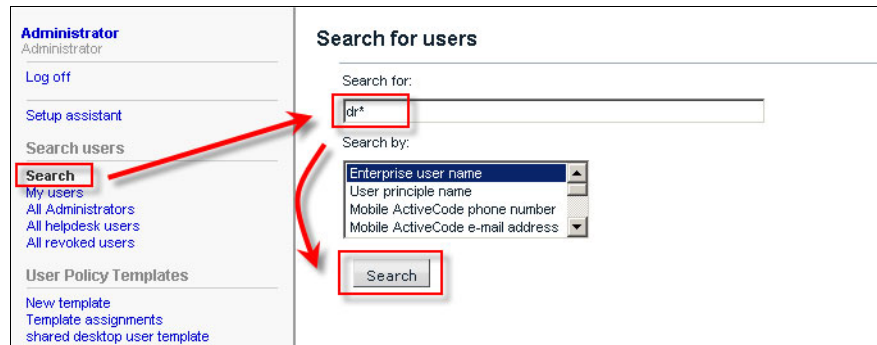 Administrator
Administrator
Log off
Setup assistant
Search users
Search
My users
All Administrators
All helpdesk users
All revoked users
User Policy Templates
New template
Template assignments
shared desktop user template
Search for users
Search for:
dr*
Search by:
Enterprise user name
User principle name
Mobile ActiveCode phone number
Mobile ActiveCode e-mail address
Search